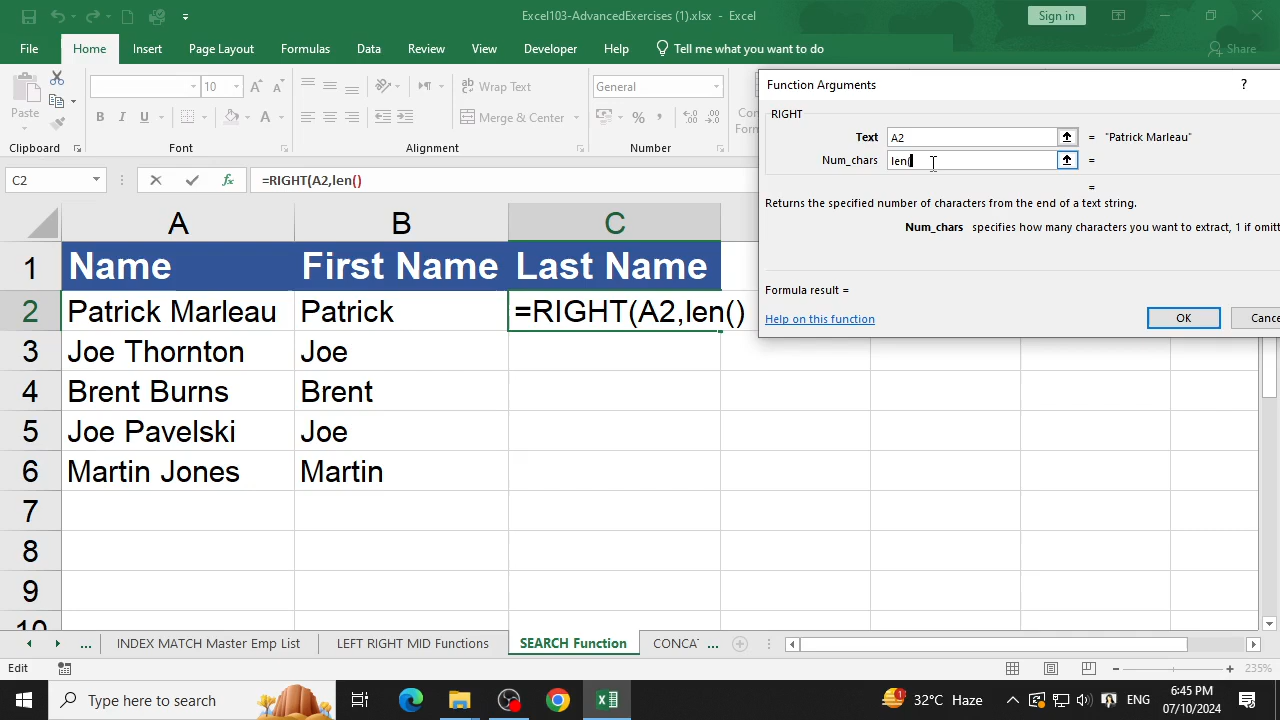 Excel103-AdvancedExercises (1).xlsx - Excel
Sign in
File Home Insert Page Layout Formulas Data Review View Developer Help Tell me what you want to do Share
Paste
10
B I U
A A
Wrap Text
Merge & Center
General
% 
Clipboard Font Alignment Number
Function Arguments ?
RIGHT
Text A2 = "Patrick Marleau"
Num_chars len( =
=
Returns the specified number of characters from the end of a text string.
Num_chars specifies how many characters you want to extract, 1 if omitt
Formula result =
Help on this function OK Cance
C2 fx =RIGHT(A2,len()
A B C
1 Name First Name Last Name
2 Patrick Marleau Patrick =RIGHT(A2,len()
3 Joe Thornton Joe
4 Brent Burns Brent
5 Joe Pavelski Joe
6 Martin Jones Martin
7
8
9
10
... INDEX MATCH Master Emp List LEFT RIGHT MID Functions SEARCH Function CONCA ...
Edit 235%
Type here to search 32°C Haze ENG 6:45 PM
07/10/2024